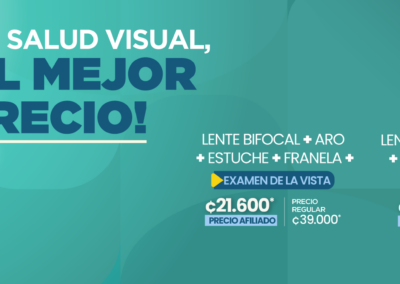 SALUD VISUAL,
L MEJOR
RECIO!
LENTE BIFOCAL + ARO
+ ESTUCHE + FRANELA +
EXAMEN DE LA VISTA
¢21.600*
PRECIO AFILIADO
PRECIO
REGULAR
¢39.000*
LEN
+